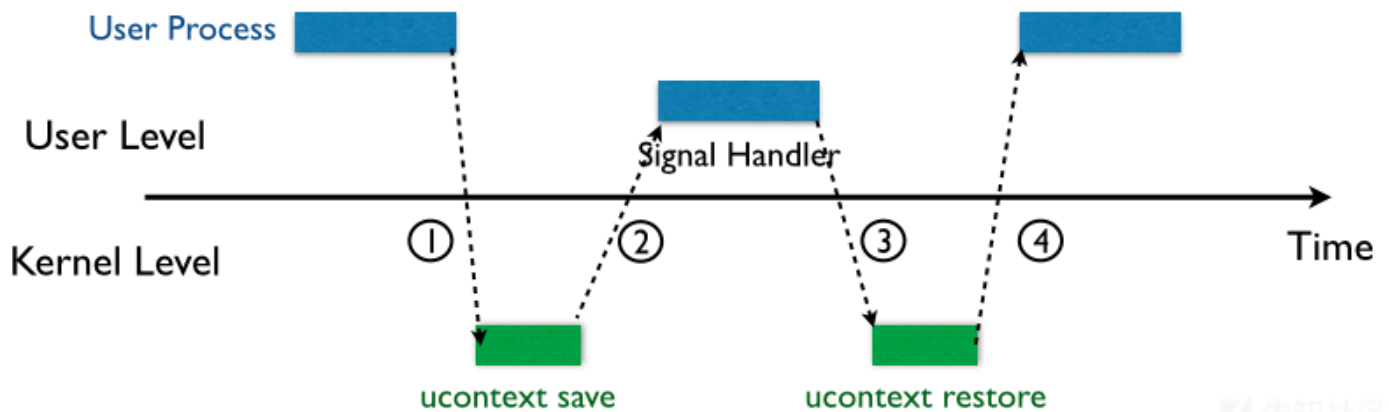 User Process
User Level
Signal Handler
① ② ③ ④
Time
Kernel Level
ucontext save
ucontext restore